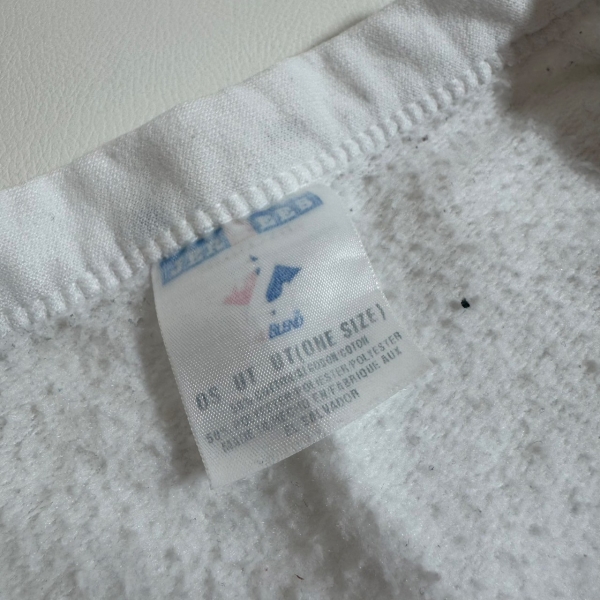 BLEND
OS UT UT(ONE SIZE)
50% COTTON/ALGODON/COTON
50% POLYESTER/POLIESTER/POLYESTER
MADE IN/HECHO EN/FABRIQUE AUX
EL SALVADOR